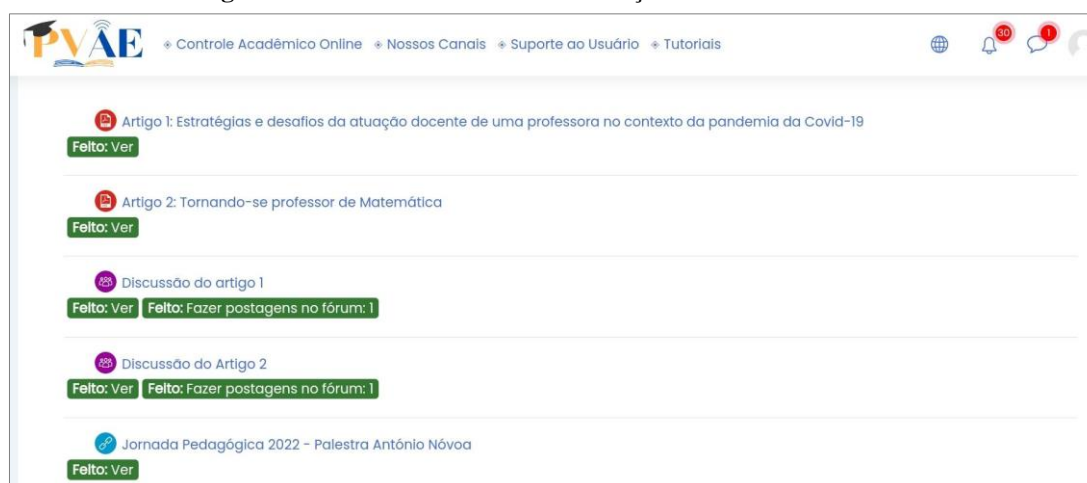 PVAE
Controle Acadêmico Online Nossos Canais Suporte ao Usuário Tutoriais
30
1
Artigo 1: Estratégias e desafios da atuação docente de uma professora no contexto da pandemia da Covid-19
Feito: Ver
Artigo 2: Tornando-se professor de Matemática
Feito: Ver
Discussão do artigo 1
Feito: Ver Feito: Fazer postagens no fórum: 1
Discussão do Artigo 2
Feito: Ver Feito: Fazer postagens no fórum: 1
Jornada Pedagógica 2022 - Palestra António Nóvoa
Feito: Ver